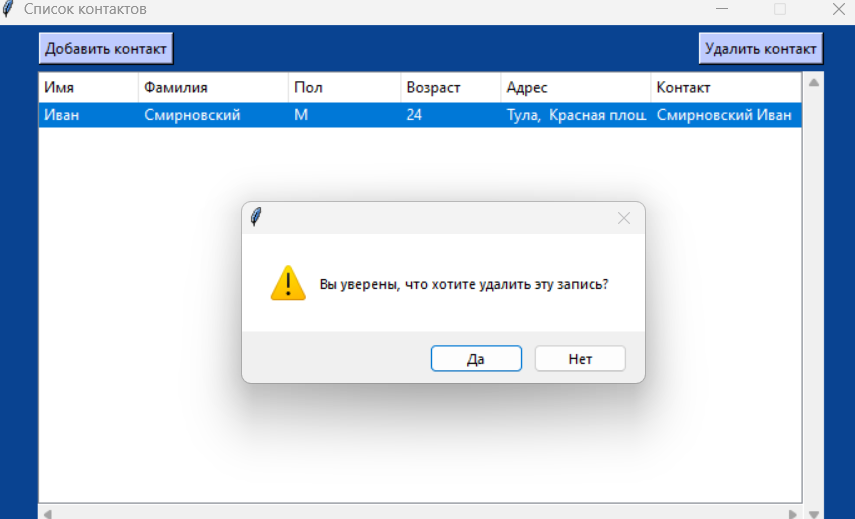 Список контактов
Добавить контакт Удалить контакт
Имя Фамилия Пол Возраст Адрес Контакт
Иван Смирновский М 24 Тула, Красная площ Смирновский Иван
Вы уверены, что хотите удалить эту запись?
Да Нет